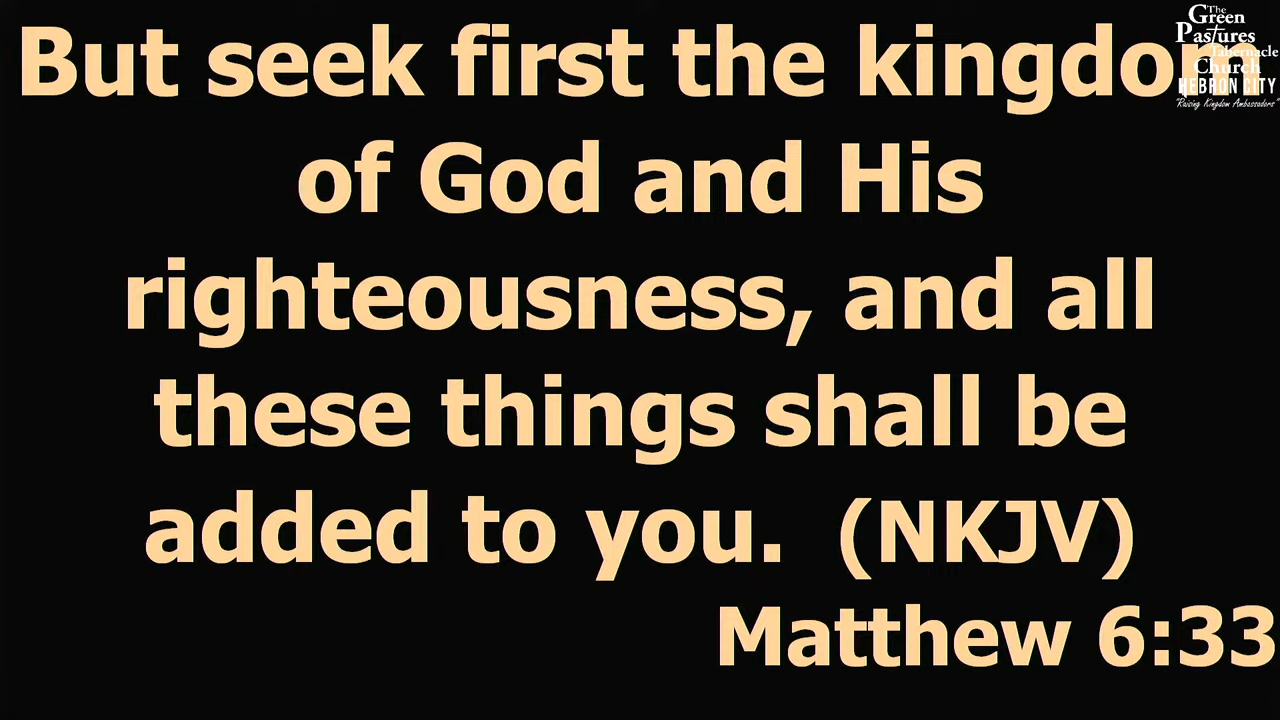 But seek first the kingdom
of God and His
righteousness, and all
these things shall be
added to you. (NKJV)
Matthew 6:33
The
Green
Pastures
Tabernacle
Church
HEBRON CITY
"Raising Kingdom Ambassadors"